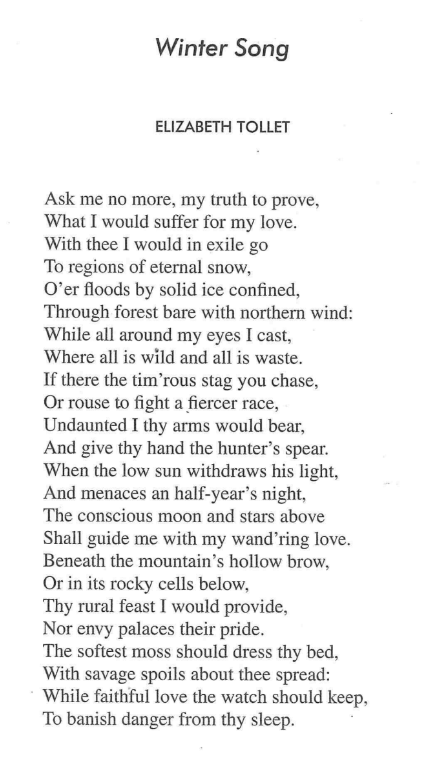 Winter Song
ELIZABETH TOLLET
Ask me no more, my truth to prove,
What I would suffer for my love.
With thee I would in exile go
To regions of eternal snow,
O'er floods by solid ice confined,
Through forest bare with northern wind:
While all around my eyes I cast,
Where all is wild and all is waste.
If there the tim'rous stag you chase,
Or rouse to fight a fiercer race,
Undaunted I thy arms would bear,
And give thy hand the hunter's spear.
When the low sun withdraws his light,
And menaces an half-year's night,
The conscious moon and stars above
Shall guide me with my wand'ring love.
Beneath the mountain's hollow brow,
Or in its rocky cells below,
Thy rural feast I would provide,
Nor envy palaces their pride.
The softest moss should dress thy bed,
With savage spoils about thee spread:
While faithful love the watch should keep,
To banish danger from thy sleep.